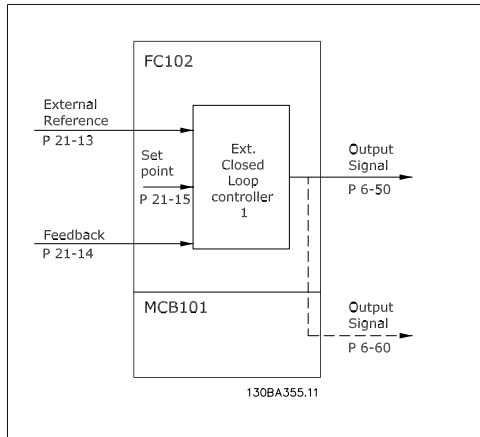 FC102
External
Reference
P 21-13
Set
point
P 21-15
Feedback
P 21-14
Ext.
Closed
Loop
controller
1
Output
Signal
P 6-50
MCB101
Output
Signal
P 6-60
130BA355.11